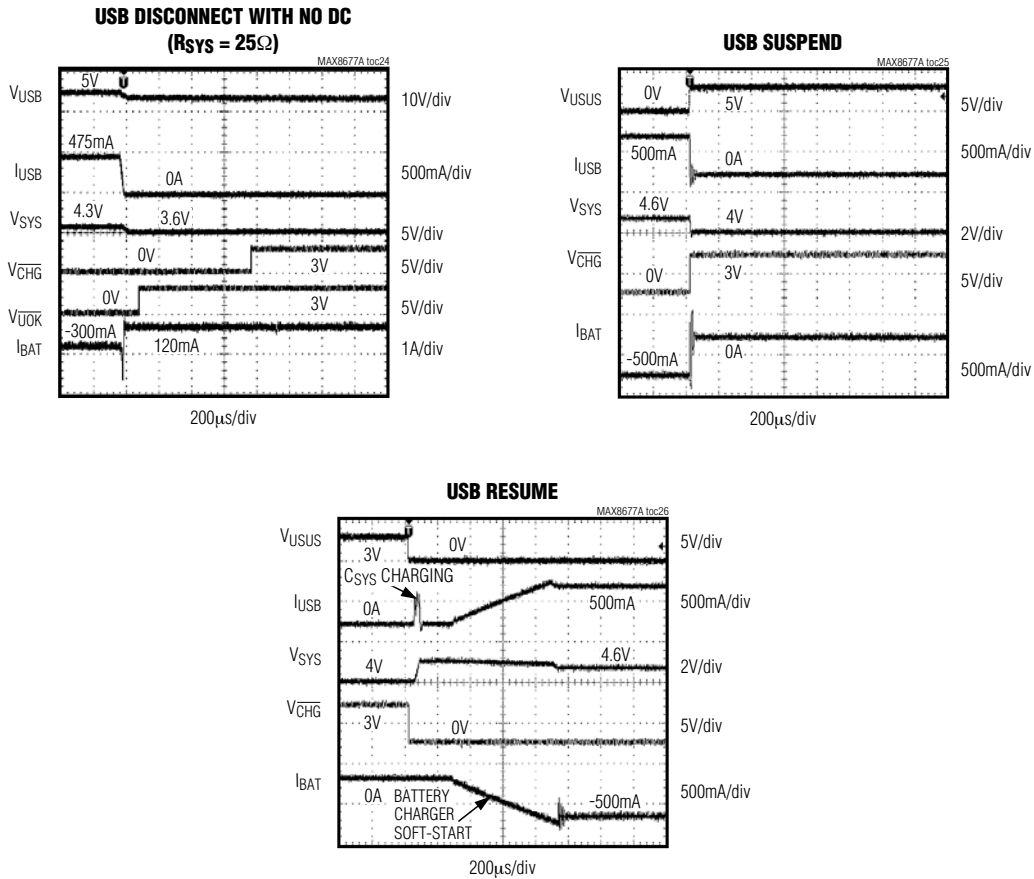 USB DISCONNECT WITH NO DC
(RSYS = 25Ω)
MAX8677A toc24
VUSB
5V
10V/div
475mA
IUSB
0A
500mA/div
VSYS
4.3V
3.6V
5V/div
VCHG
0V
3V
5V/div
VUOK
0V
3V
5V/div
-300mA
IBAT
120mA
1A/div
200µs/div
USB SUSPEND
MAX8677A toc25
VUSUS
0V
5V
5V/div
500mA
IUSB
0A
500mA/div
VSYS
4.6V
4V
2V/div
VCHG
0V
3V
5V/div
IBAT
-500mA
0A
500mA/div
200µs/div
USB RESUME
MAX8677A toc26
VUSUS
3V
0V
5V/div
CSYS CHARGING
IUSB
0A
500mA
500mA/div
VSYS
4V
4.6V
2V/div
VCHG
3V
0V
5V/div
IBAT
0A
BATTERY
CHARGER
SOFT-START
-500mA
500mA/div
200µs/div